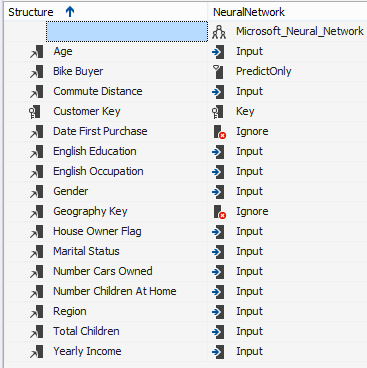 Structure NeuralNetwork
Microsoft_Neural_Network
Age Input
Bike Buyer PredictOnly
Commute Distance Input
Customer Key Key
Date First Purchase Ignore
English Education Input
English Occupation Input
Gender Input
Geography Key Ignore
House Owner Flag Input
Marital Status Input
Number Cars Owned Input
Number Children At Home Input
Region Input
Total Children Input
Yearly Income Input